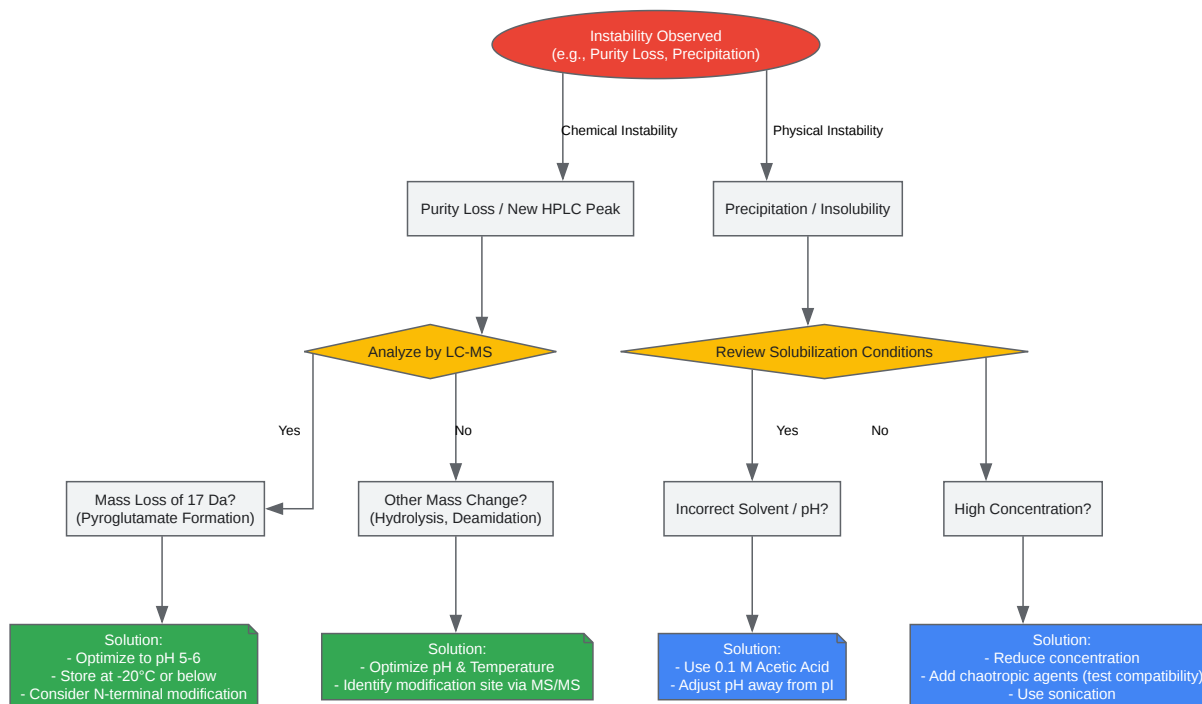 Instability Observed
(e.g., Purity Loss, Precipitation)
Chemical Instability
Physical Instability
Purity Loss / New HPLC Peak
Precipitation / Insolubility
Analyze by LC-MS
Review Solubilization Conditions
Yes
No
Yes
No
Mass Loss of 17 Da?
(Pyroglutamate Formation)
Other Mass Change?
(Hydrolysis, Deamidation)
Incorrect Solvent / pH?
High Concentration?
Solution:
- Optimize to pH 5-6
- Store at -20°C or below
- Consider N-terminal modification
Solution:
- Optimize pH & Temperature
- Identify modification site via MS/MS
Solution:
- Use 0.1 M Acetic Acid
- Adjust pH away from pI
Solution:
- Reduce concentration
- Add chaotropic agents (test compatibility)
- Use sonication